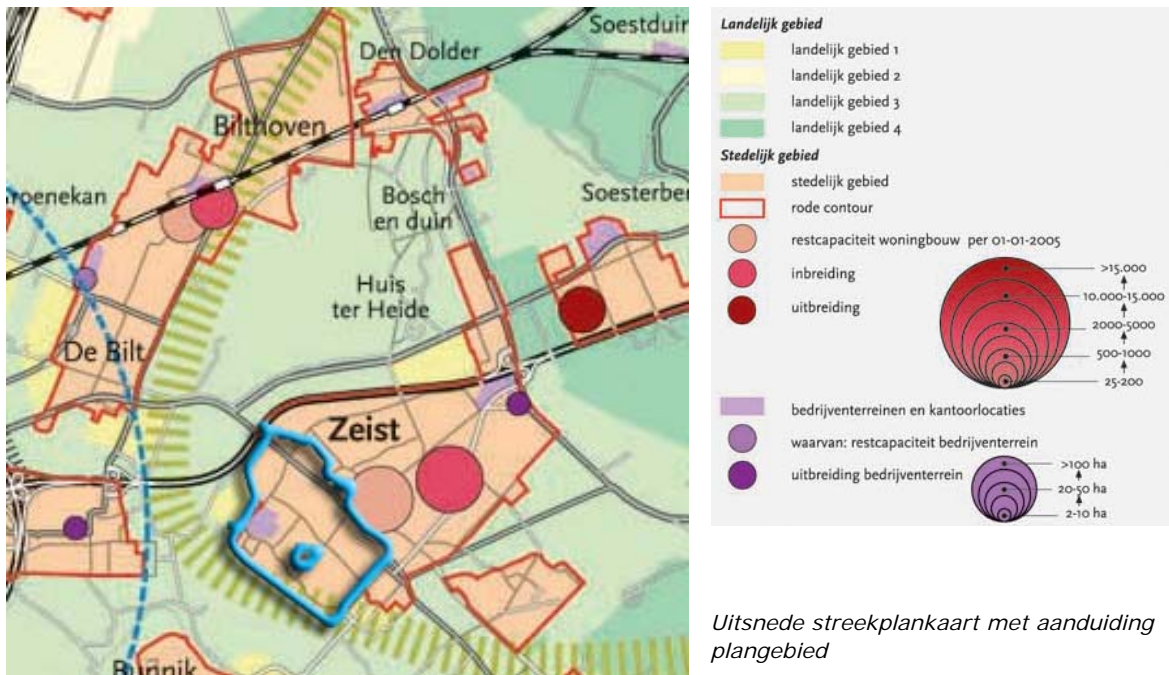 Soestduin
Den Dolder
Bilthoven
roenekan
Bosch
en duin
Soesterber
Huis
ter Heide
De Bilt
Zeist
Bunnik
Landelijk gebied
landelijk gebied 1
landelijk gebied 2
landelijk gebied 3
landelijk gebied 4
Stedelijk gebied
stedelijk gebied
rode contour
restcapaciteit woningbouw per 01-01-2005
inbreiding
uitbreiding
>15.000
10.000-15.000
2000-5000
500-1000
25-200
bedrijventerreinen en kantoorlocaties
waarvan: restcapaciteit bedrijventerrein
uitbreiding bedrijventerrein
>100 ha
20-50 ha
2-10 ha
Uitsnede streekplankaart met aanduiding
plangebied